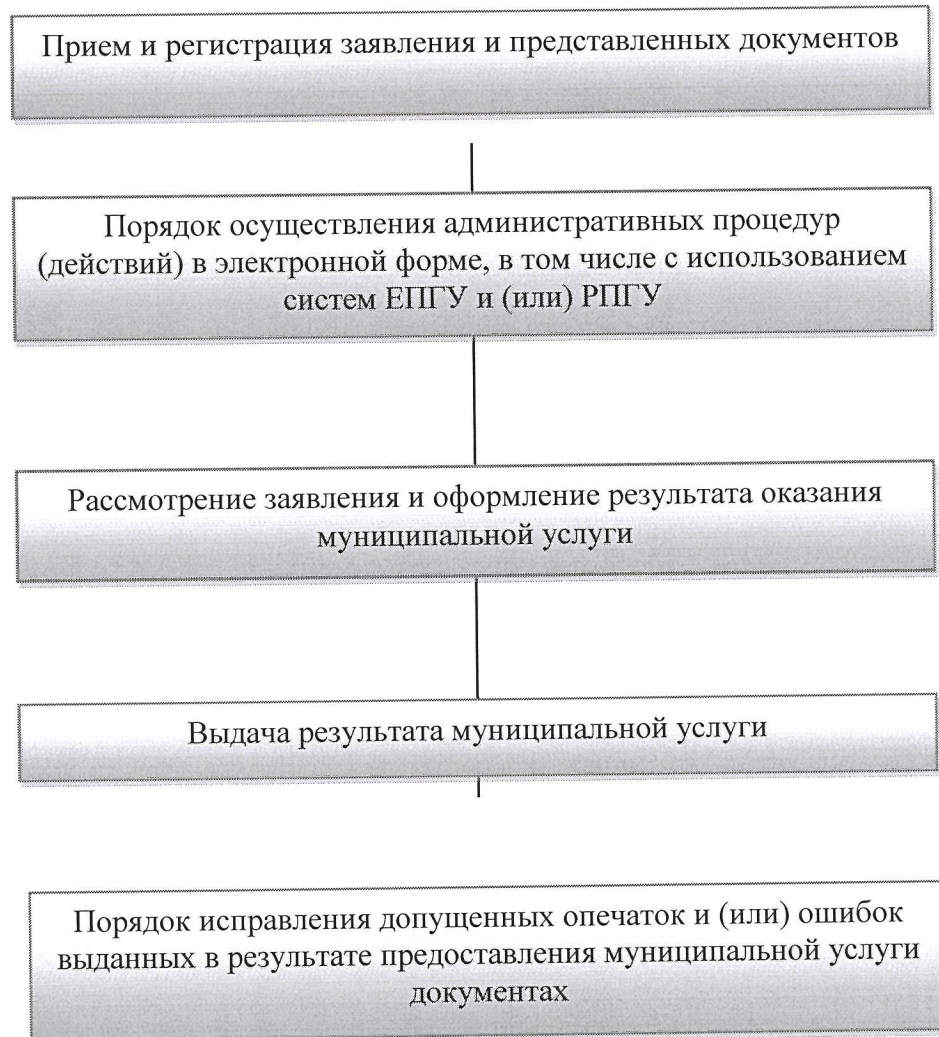 Прием и регистрация заявления и представленных документов
Порядок осуществления административных процедур
(действий) в электронной форме, в том числе с использованием
систем ЕПГУ и (или) РПГУ
Рассмотрение заявления и оформление результата оказания
муниципальной услуги
Выдача результата муниципальной услуги
Порядок исправления допущенных опечаток и (или) ошибок
выданных в результате предоставления муниципальной услуги
документах